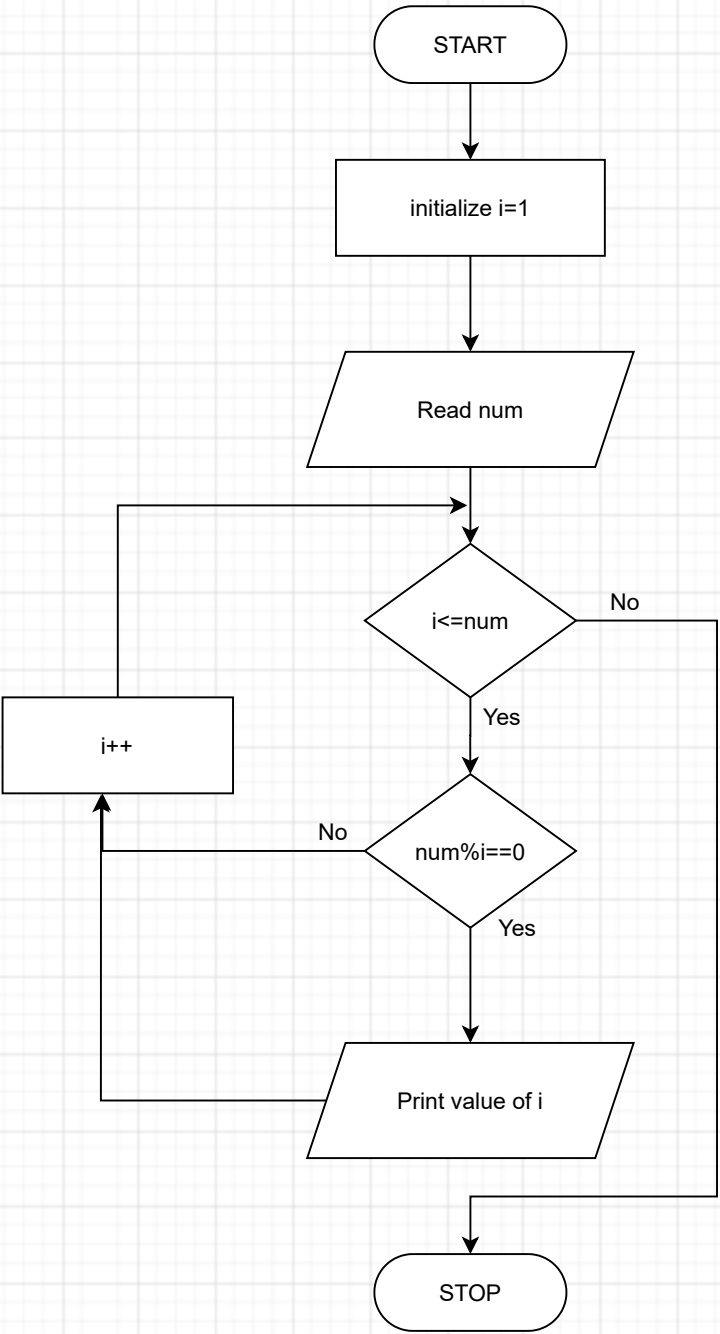 START
initialize i=1
Read num
i<=num
No
Yes
i++
No
num%i==0
Yes
Print value of i
STOP